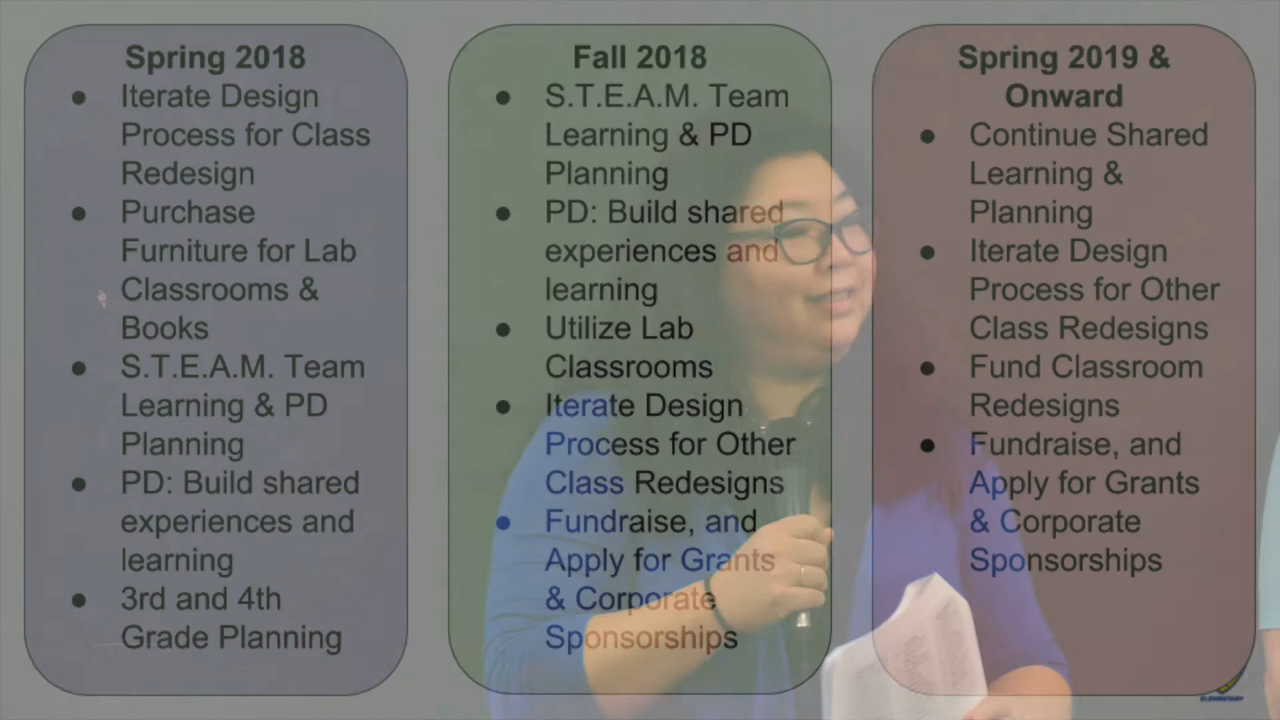 Spring 2018
● Iterate Design
Process for Class
Redesign
● Purchase
Furniture for Lab
Classrooms &
Books
● S.T.E.A.M. Team
Learning & PD
Planning
● PD: Build shared
experiences and
learning
● 3rd and 4th
Grade Planning
Fall 2018
● S.T.E.A.M. Team
Learning & PD
Planning
● PD: Build shared
experiences and
learning
● Utilize Lab
Classrooms
● Iterate Design
Process for Other
Class Redesigns
● Fundraise, and
Apply for Grants
& Corporate
Sponsorships
Spring 2019 &
Onward
● Continue Shared
Learning &
Planning
● Iterate Design
Process for Other
Class Redesigns
● Fund Classroom
Redesigns
● Fundraise, and
Apply for Grants
& Corporate
Sponsorships
ELEMENTARY